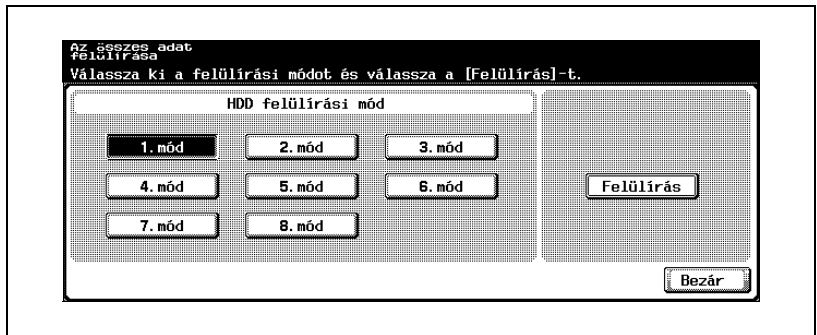 Az összes adat
felülírása
Válassza ki a felülírási módot és válassza a [Felülírás]-t.
HDD felülírási mód
1. mód 2. mód 3. mód
4. mód 5. mód 6. mód Felülírás
7. mód 8. mód
Bezár